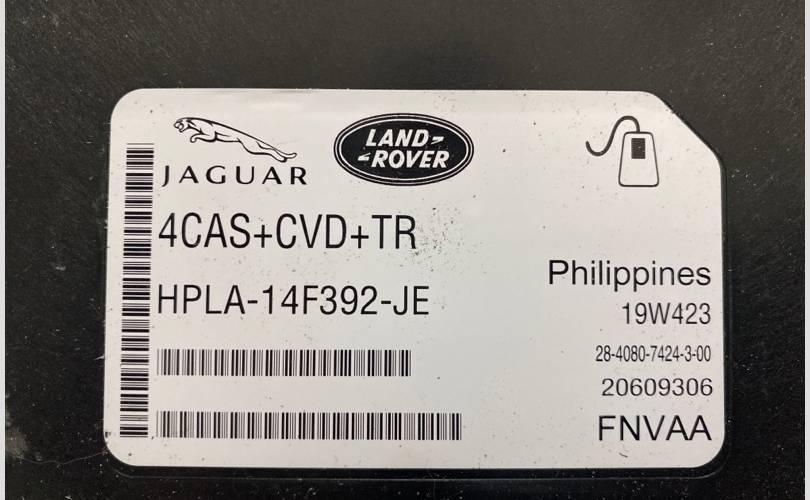 JAGUAR
LAND-
-ROVER
4CAS+CVD+TR
HPLA-14F392-JE
Philippines
19W423
28-4080-7424-3-00
20609306
FNVAA